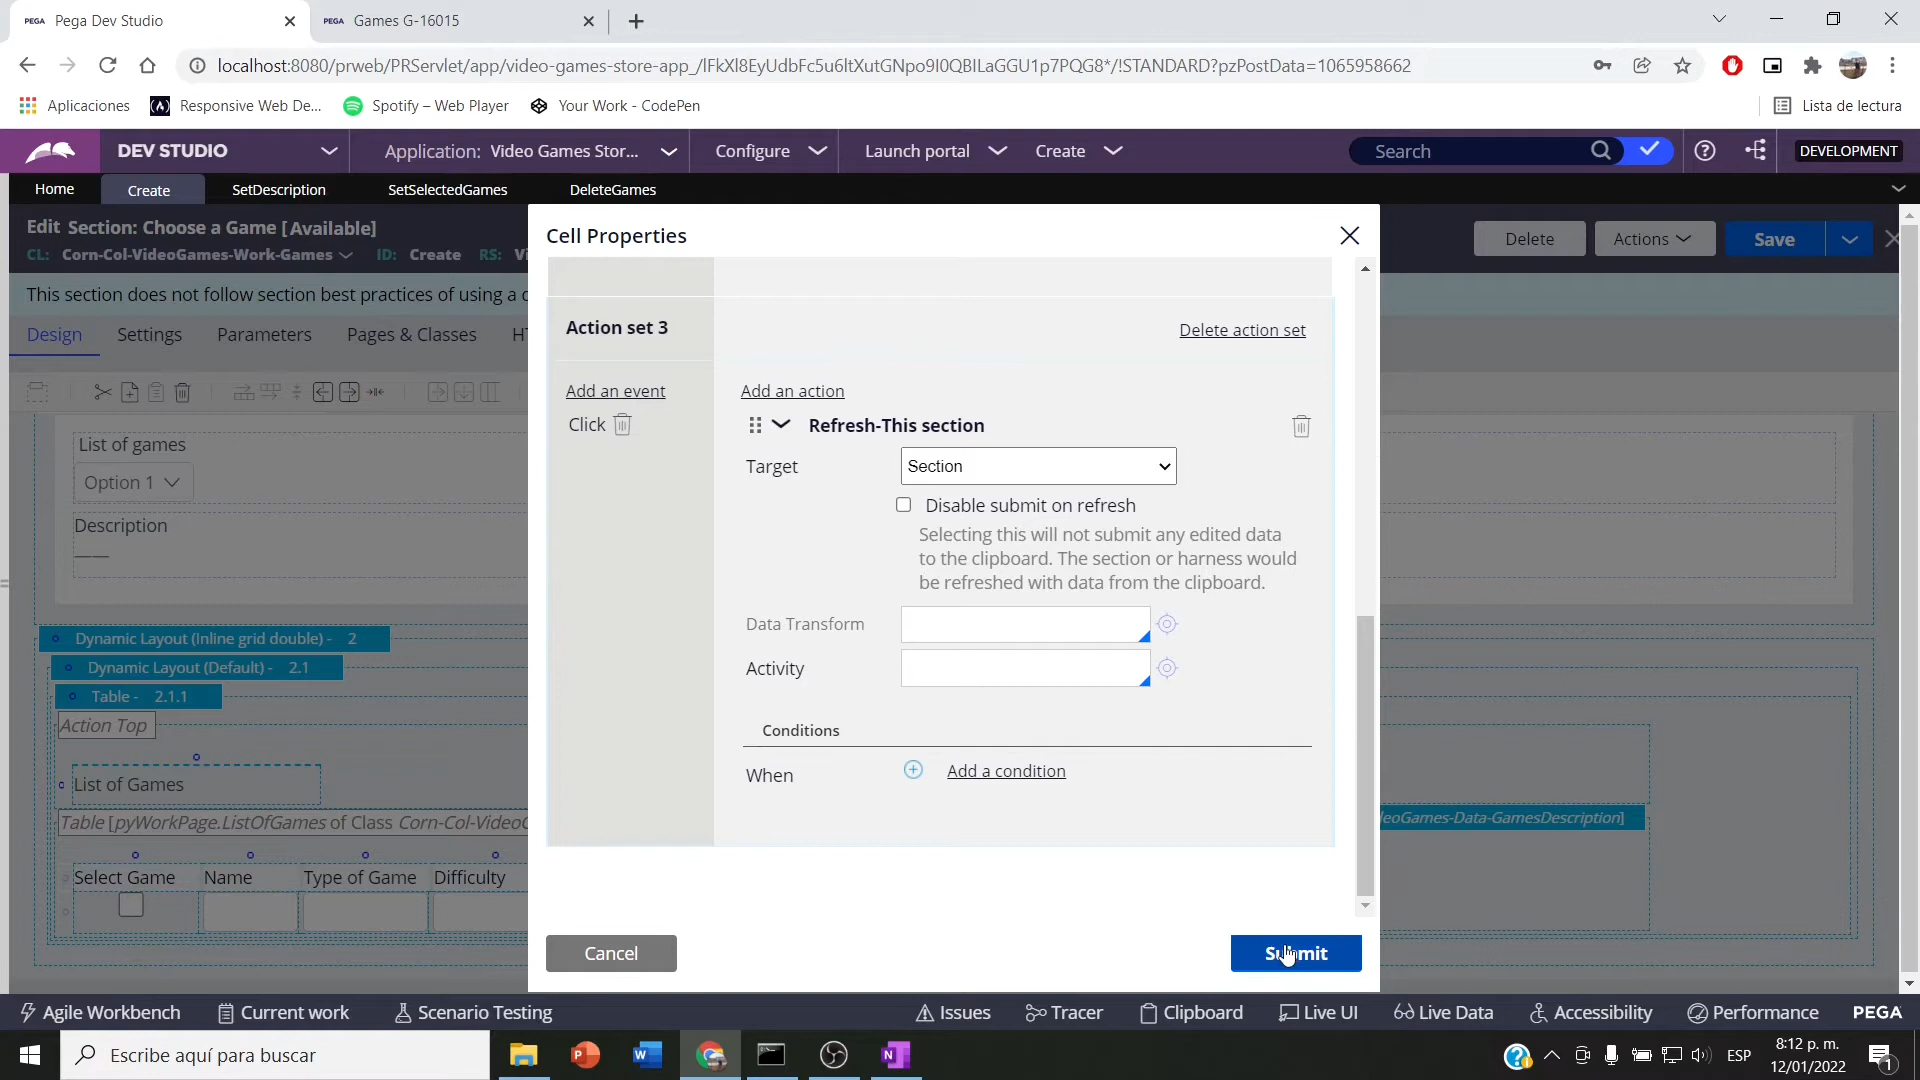 PEGA Pega Dev Studio
PEGA Games G-16015
localhost:8080/prweb/PRServlet/app/video-games-store-app_/lFkXl8EyUdbFc5u6ltXutGNpo9I0QBILaGGU1p7PQG8*/!STANDARD?pzPostData=1065958662
Aplicaciones Responsive Web De... Spotify – Web Player Your Work - CodePen Lista de lectura
DEV STUDIO Application: Video Games Stor... Configure Launch portal Create Search DEVELOPMENT
Home Create SetDescription SetSelectedGames DeleteGames
Edit Section: Choose a Game [Available]
CL: Corn-Col-VideoGames-Work-Games ID: Create RS:
Delete Actions Save
This section does not follow section best practices of using a
Design Settings Parameters Pages & Classes
List of games
Option 1
Description
——
Dynamic Layout (Inline grid double) - 2
Dynamic Layout (Default) - 2.1
Table - 2.1.1
Action Top
List of Games
Table [pyWorkPage.ListOfGames of Class Corn-Col-VideoG
eoGames-Data-GamesDescription]
Select Game Name Type of Game Difficulty
Cell Properties
Action set 3 Delete action set
Add an event Add an action
Click Refresh-This section
Target Section
Disable submit on refresh
Selecting this will not submit any edited data
to the clipboard. The section or harness would
be refreshed with data from the clipboard.
Data Transform
Activity
Conditions
When Add a condition
Cancel Submit
Agile Workbench Current work Scenario Testing Issues Tracer Clipboard Live UI Live Data Accessibility Performance PEGA
Escribe aquí para buscar
ESP
8:12 p. m.
12/01/2022
1